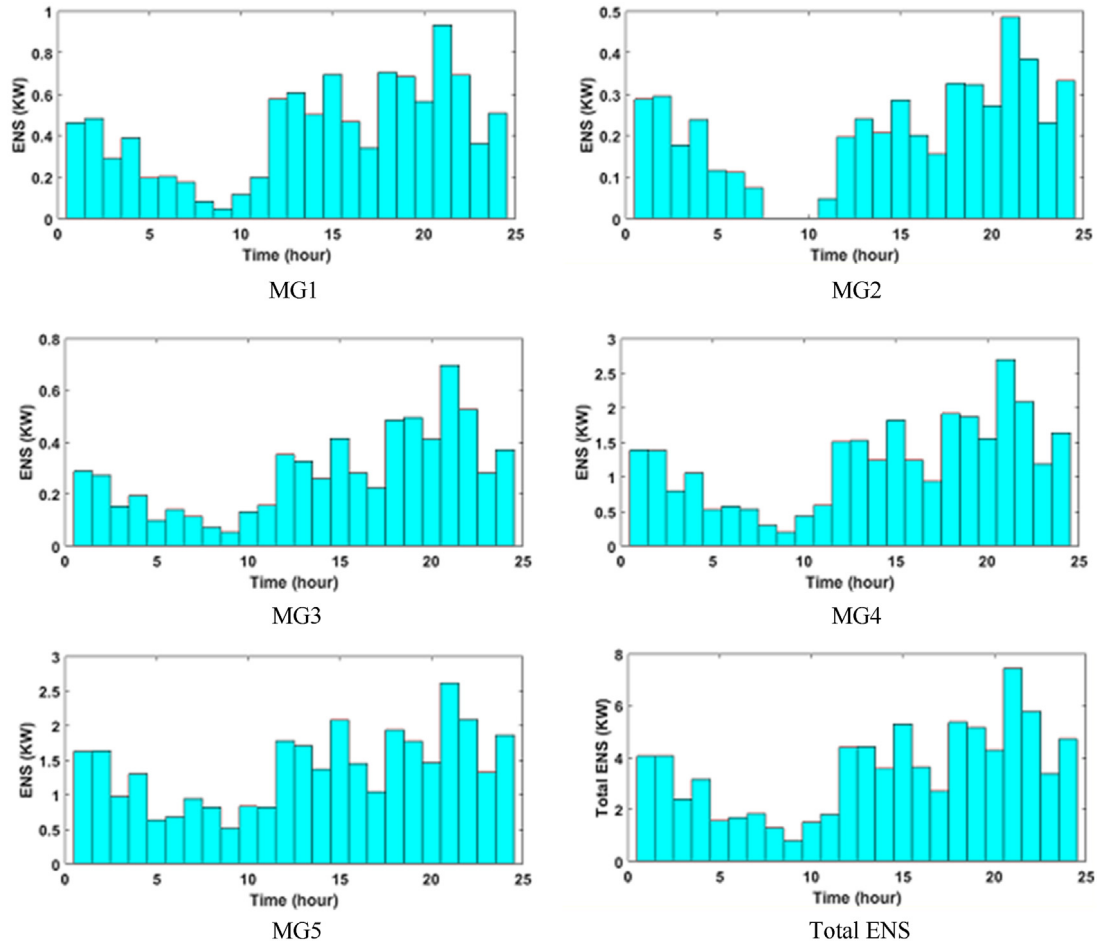 ENS (KW)
1
0.8
0.6
0.4
0.2
0
0 5 10 15 20 25
Time (hour)
MG1
ENS (KW)
0.5
0.4
0.3
0.2
0.1
0
0 5 10 15 20 25
Time (hour)
MG2
ENS (KW)
0.8
0.6
0.4
0.2
0
0 5 10 15 20 25
Time (hour)
MG3
ENS (KW)
3
2.5
2
1.5
1
0.5
0
0 5 10 15 20 25
Time (hour)
MG4
ENS (KW)
3
2.5
2
1.5
1
0.5
0
0 5 10 15 20 25
Time (hour)
MG5
Total ENS (KW)
8
6
4
2
0
0 5 10 15 20 25
Time (hour)
Total ENS